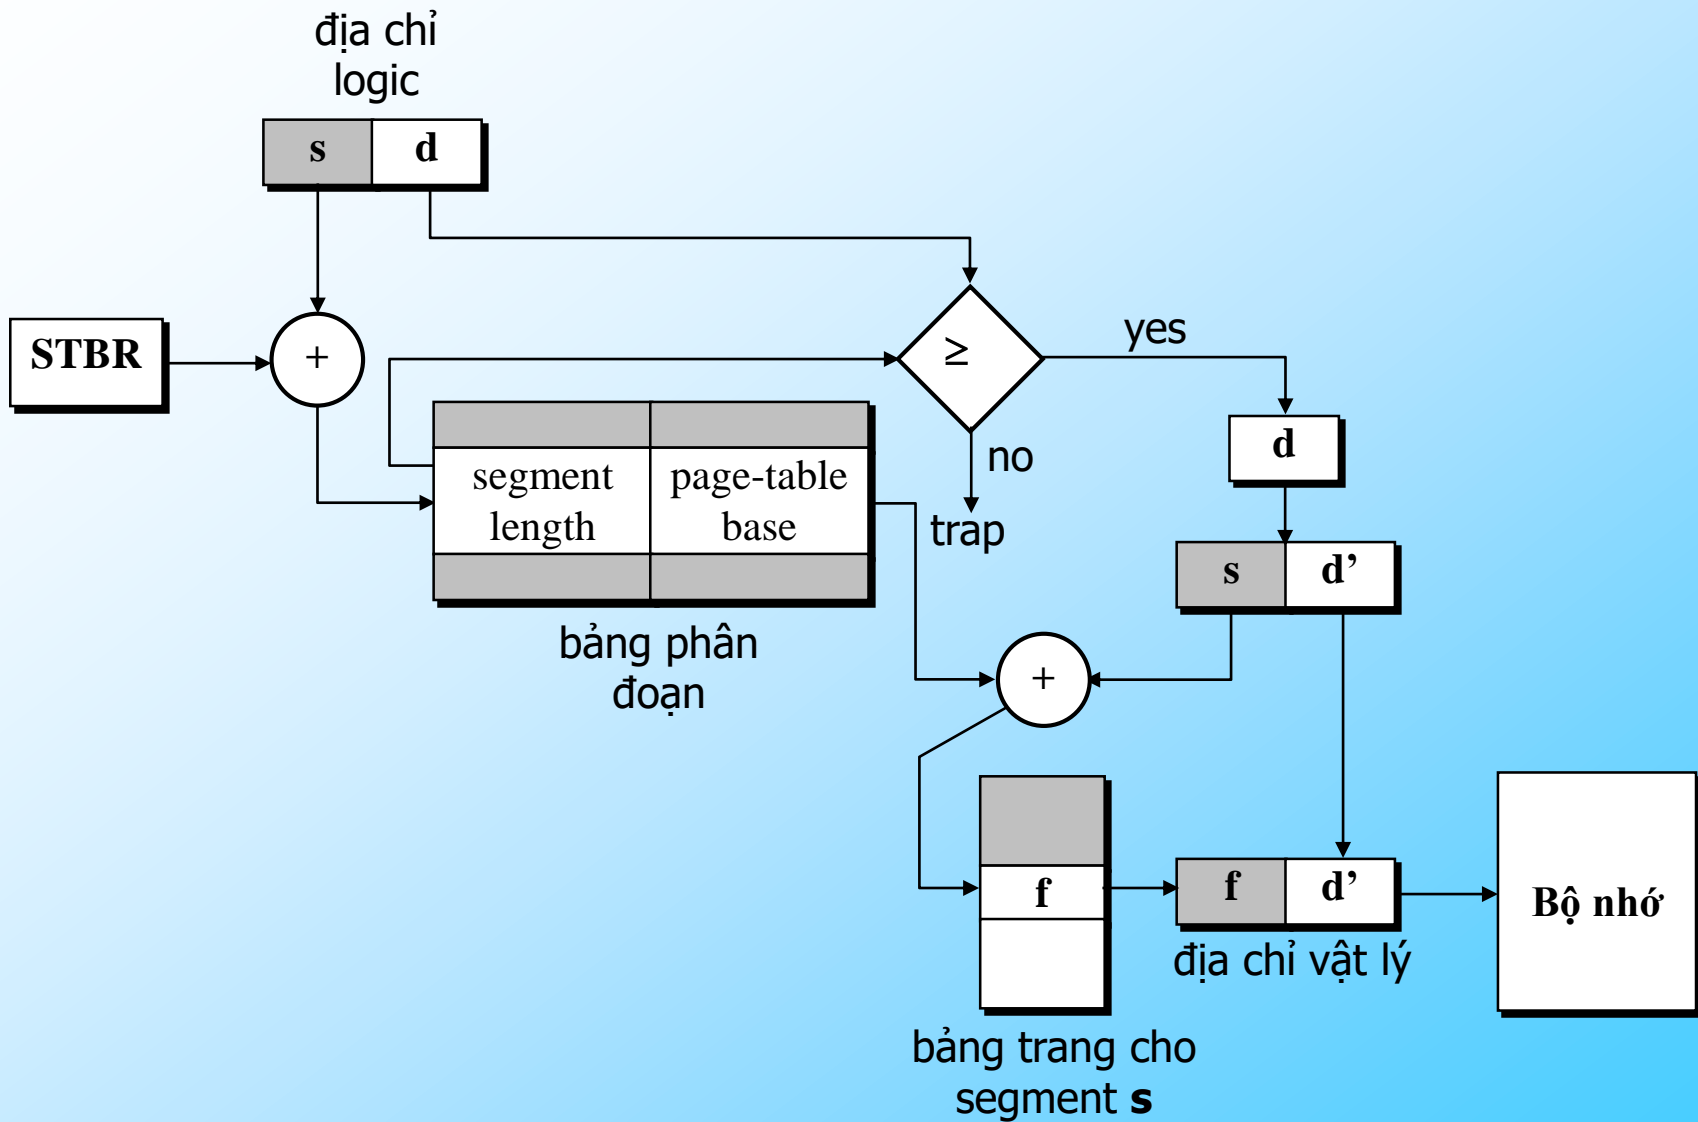 địa chỉ
logic
s d
STBR
+
≥
yes
no
trap
segment
length
page-table
base
bảng phân
đoạn
d
s d’
+
f
f d’
địa chỉ vật lý
Bộ nhớ
bảng trang cho
segment s